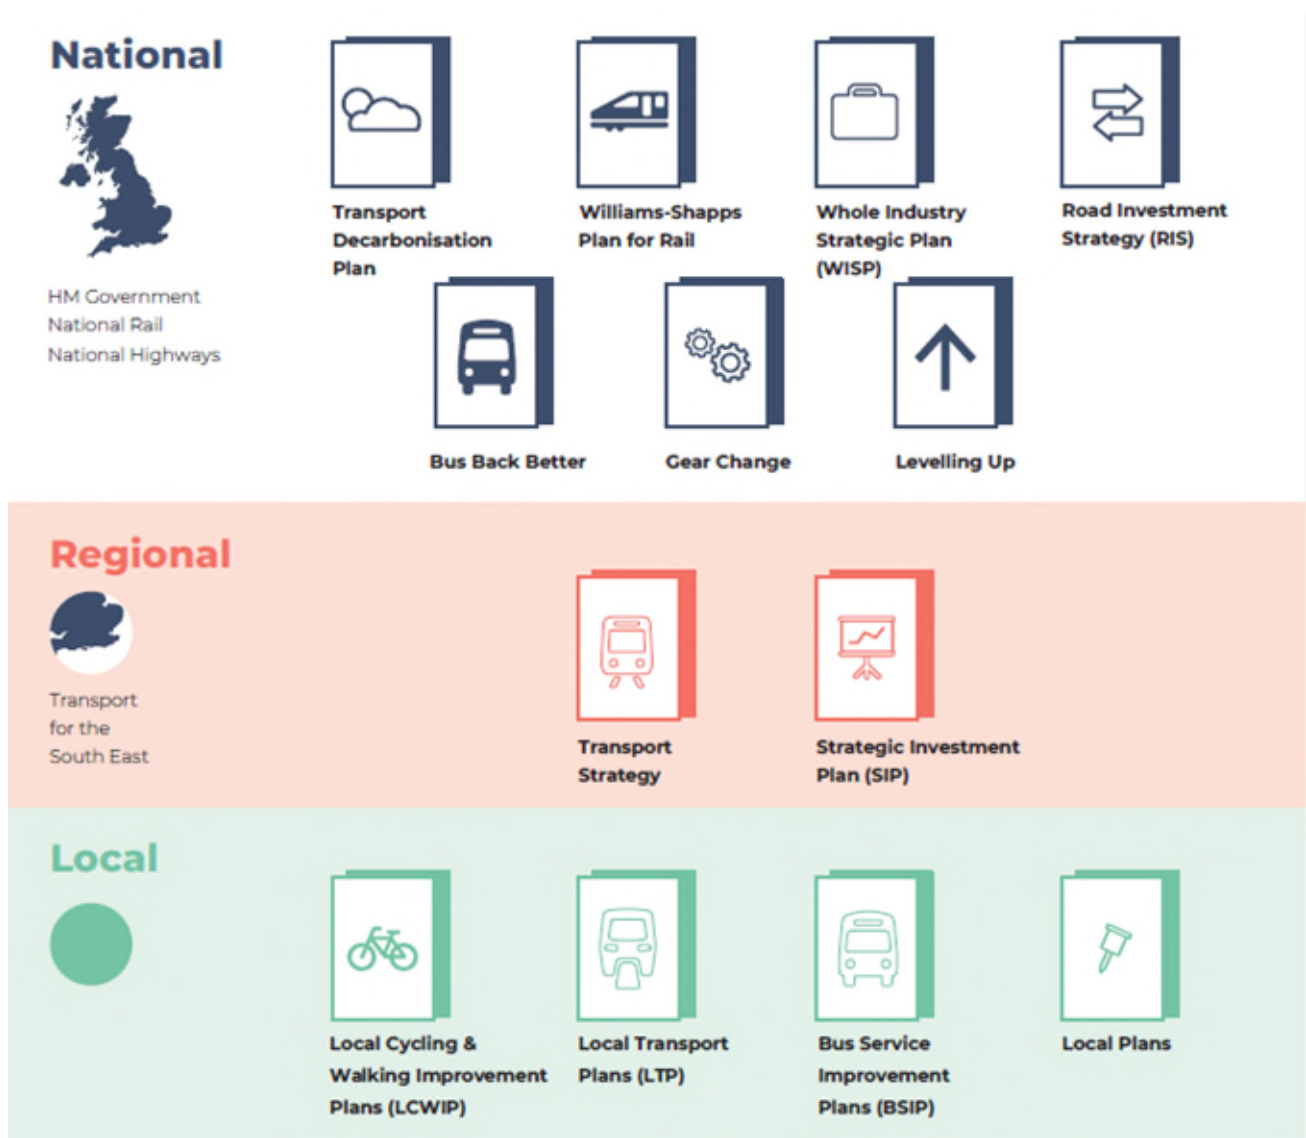 National
HM Government
National Rail
National Highways
Transport
Decarbonisation
Plan
Williams-Shapps
Plan for Rail
Whole Industry
Strategic Plan
(WISP)
Road Investment
Strategy (RIS)
Bus Back Better
Gear Change
Levelling Up
Regional
Transport
for the
South East
Transport
Strategy
Strategic Investment
Plan (SIP)
Local
Local Cycling &
Walking Improvement
Plans (LCWIP)
Local Transport
Plans (LTP)
Bus Service
Improvement
Plans (BSIP)
Local Plans